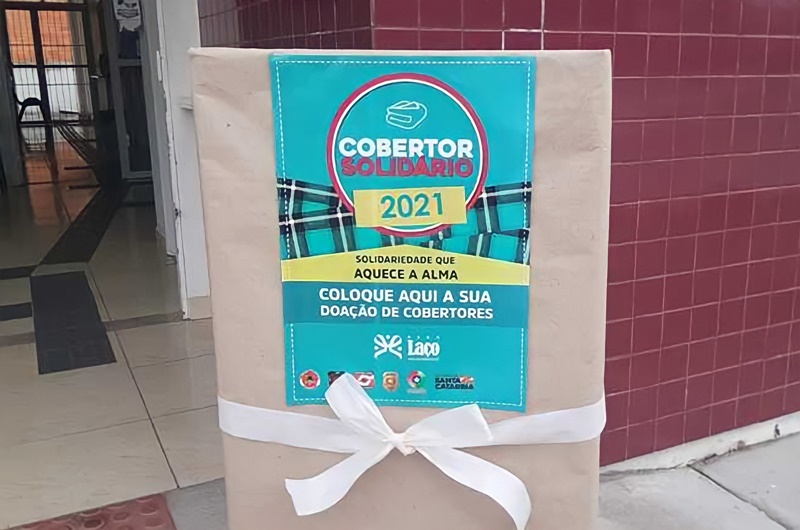 COBERTOR
SOLIDÁRIO
2021
SOLIDARIEDADE QUE
AQUECE A ALMA
COLOQUE AQUI A SUA
DOAÇÃO DE COBERTORES
Laço
SANTA
CATARINA